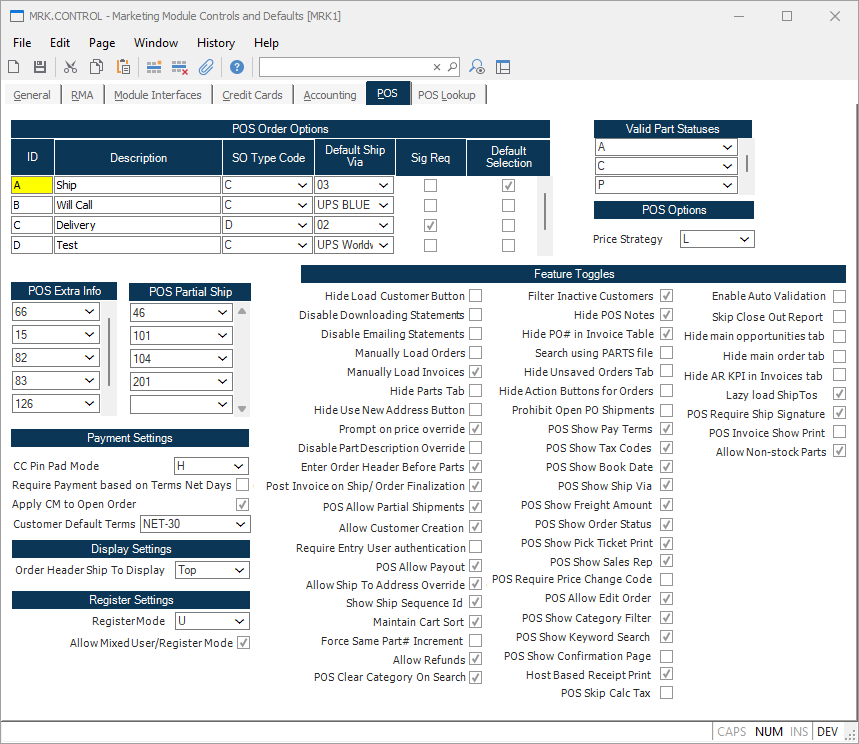 MRK.CONTROL - Marketing Module Controls and Defaults [MRK1]
File Edit Page Window History Help
General RMA Module Interfaces Credit Cards Accounting POS POS Lookup
POS Order Options
ID Description SO Type Code Default Ship Via Sig Req Default Selection
A Ship C 03
B Will Call C UPS BLUE
C Delivery D 02
D Test C UPS Worldw
Valid Part Statuses
A
C
P
POS Options
Price Strategy L
POS Extra Info
66
15
82
83
126
POS Partial Ship
46
101
104
201
Payment Settings
CC Pin Pad Mode H
Require Payment based on Terms Net Days
Apply CM to Open Order
Customer Default Terms NET-30
Display Settings
Order Header Ship To Display Top
Register Settings
Register Mode U
Allow Mixed User/Register Mode
Feature Toggles
Hide Load Customer Button
Disable Downloading Statements
Disable Emailing Statements
Manually Load Orders
Manually Load Invoices
Hide Parts Tab
Hide Use New Address Button
Prompt on price override
Disable Part Description Override
Enter Order Header Before Parts
Post Invoice on Ship/ Order Finalization
POS Allow Partial Shipments
Allow Customer Creation
Require Entry User authentication
POS Allow Payout
Allow Ship To Address Override
Show Ship Sequence Id
Maintain Cart Sort
Force Same Part# Increment
Allow Refunds
POS Clear Category On Search
Filter Inactive Customers
Hide POS Notes
Hide PO# in Invoice Table
Search using PARTS file
Hide Unsaved Orders Tab
Hide Action Buttons for Orders
Prohibit Open PO Shipments
POS Show Pay Terms
POS Show Tax Codes
POS Show Book Date
POS Show Ship Via
POS Show Freight Amount
POS Show Order Status
POS Show Pick Ticket Print
POS Show Sales Rep
POS Require Price Change Code
POS Allow Edit Order
POS Show Category Filter
POS Show Keyword Search
POS Show Confirmation Page
Host Based Receipt Print
POS Skip Calc Tax
Enable Auto Validation
Skip Close Out Report
Hide main opportunities tab
Hide main order tab
Hide AR KPI in Invoices tab
Lazy load ShipTos
POS Require Ship Signature
POS Invoice Show Print
Allow Non-stock Parts
CAPS NUM INS DEV